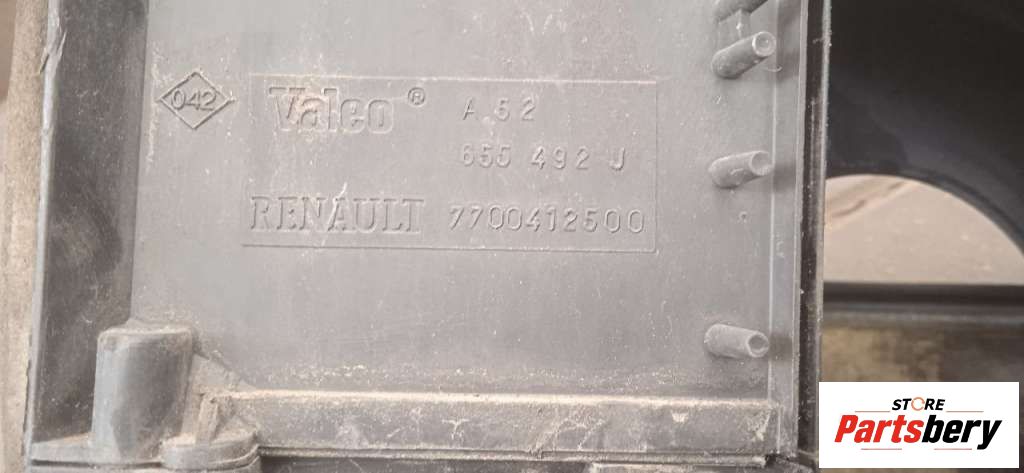 042
Valeo® A 52
655 492 J
RENAULT 7700412500
STORE
Partsbery